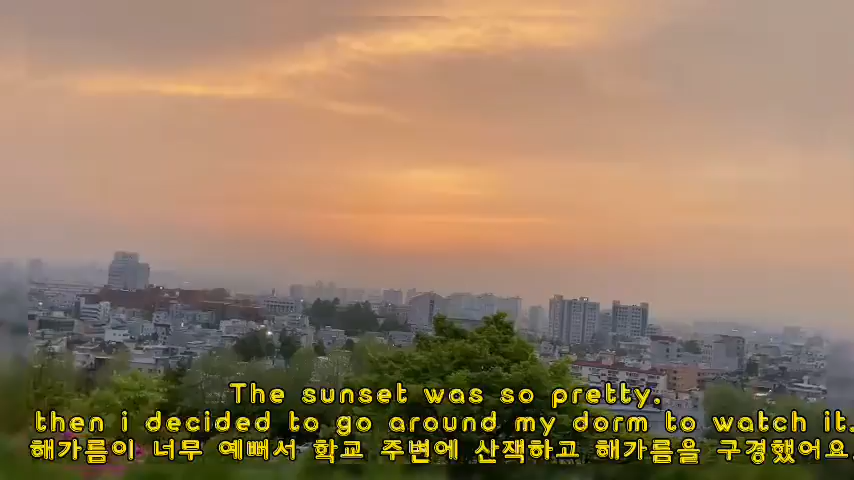 The sunset was so pretty,
then i decided to go around my dorm to watch it.
해가름이 너무 예뻐서 학교 주변에 산잭하고 해가름을 구경했어요.